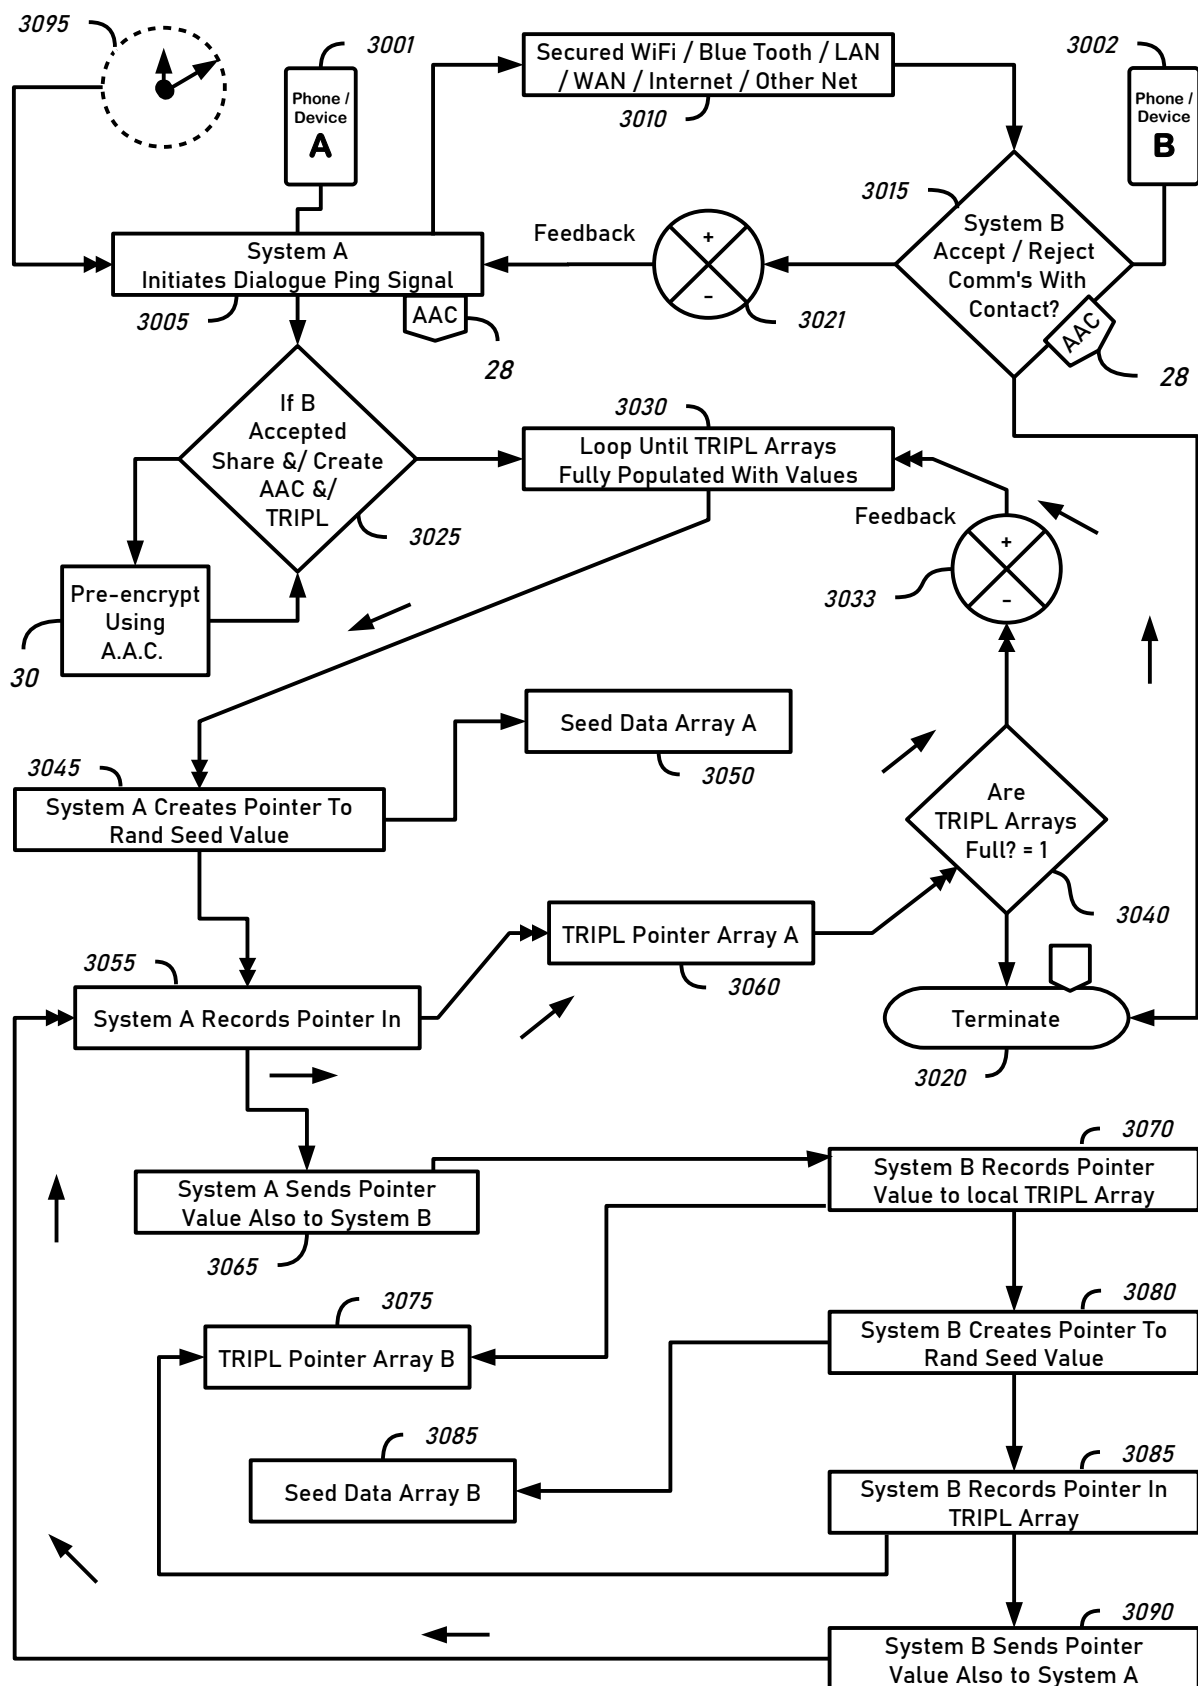 3095
3001
Phone /
Device
A
Secured WiFi / Blue Tooth / LAN
/ WAN / Internet / Other Net
3010
3002
Phone /
Device
B
3015
System B
Accept / Reject
Comm's With
Contact?
AAC
28
Feedback
+
-
3021
System A
Initiates Dialogue Ping Signal
3005
AAC
28
If B
Accepted
Share &/ Create
AAC &/
TRIPL
3025
3030
Loop Until TRIPL Arrays
Fully Populated With Values
Feedback
+
-
3033
Pre-encrypt
Using
A.A.C.
30
Seed Data Array A
3050
3045
System A Creates Pointer To
Rand Seed Value
Are
TRIPL Arrays
Full? = 1
3040
TRIPL Pointer Array A
3060
3055
System A Records Pointer In
Terminate
3020
3070
System B Records Pointer
Value to local TRIPL Array
System A Sends Pointer
Value Also to System B
3065
3075
TRIPL Pointer Array B
3080
System B Creates Pointer To
Rand Seed Value
3085
Seed Data Array B
3085
System B Records Pointer In
TRIPL Array
3090
System B Sends Pointer
Value Also to System A